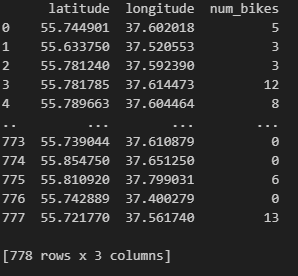 latitude longitude num_bikes
0 55.744901 37.602018 5
1 55.633750 37.520553 3
2 55.781240 37.592390 3
3 55.781785 37.614473 12
4 55.789663 37.604464 8
.. ... ... ...
773 55.739044 37.610879 0
774 55.854750 37.651250 0
775 55.810920 37.799031 6
776 55.742889 37.400279 0
777 55.721770 37.561740 13
[778 rows x 3 columns]